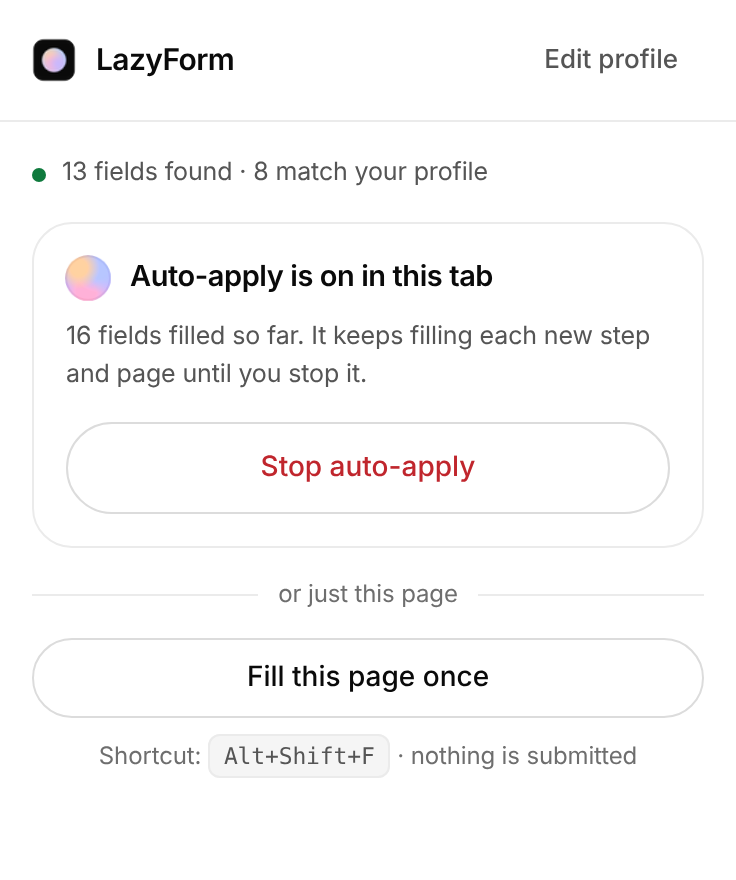 LazyForm
Edit profile
13 fields found · 8 match your profile
Auto-apply is on in this tab
16 fields filled so far. It keeps filling each new step
and page until you stop it.
Stop auto-apply
or just this page
Fill this page once
Shortcut: Alt+Shift+F · nothing is submitted